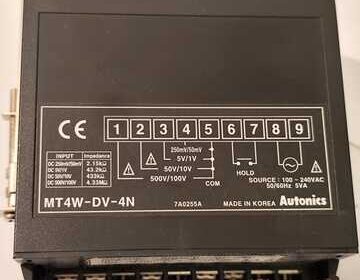 CE
1 2 3 4 5 6 7 8 9
INPUT Impedance
DC 250mV/50mV 2.15kΩ
DC 5V/1V 43.2kΩ
DC 50V/10V 433kΩ
DC 500V/100V 4.33MΩ
250mV/50mV
5V/1V
50V/10V
500V/100V
COM
HOLD
SOURCE : 100-240VAC
50/60Hz 5VA
MT4W-DV-4N
7A0255A
MADE IN KOREA Autonics